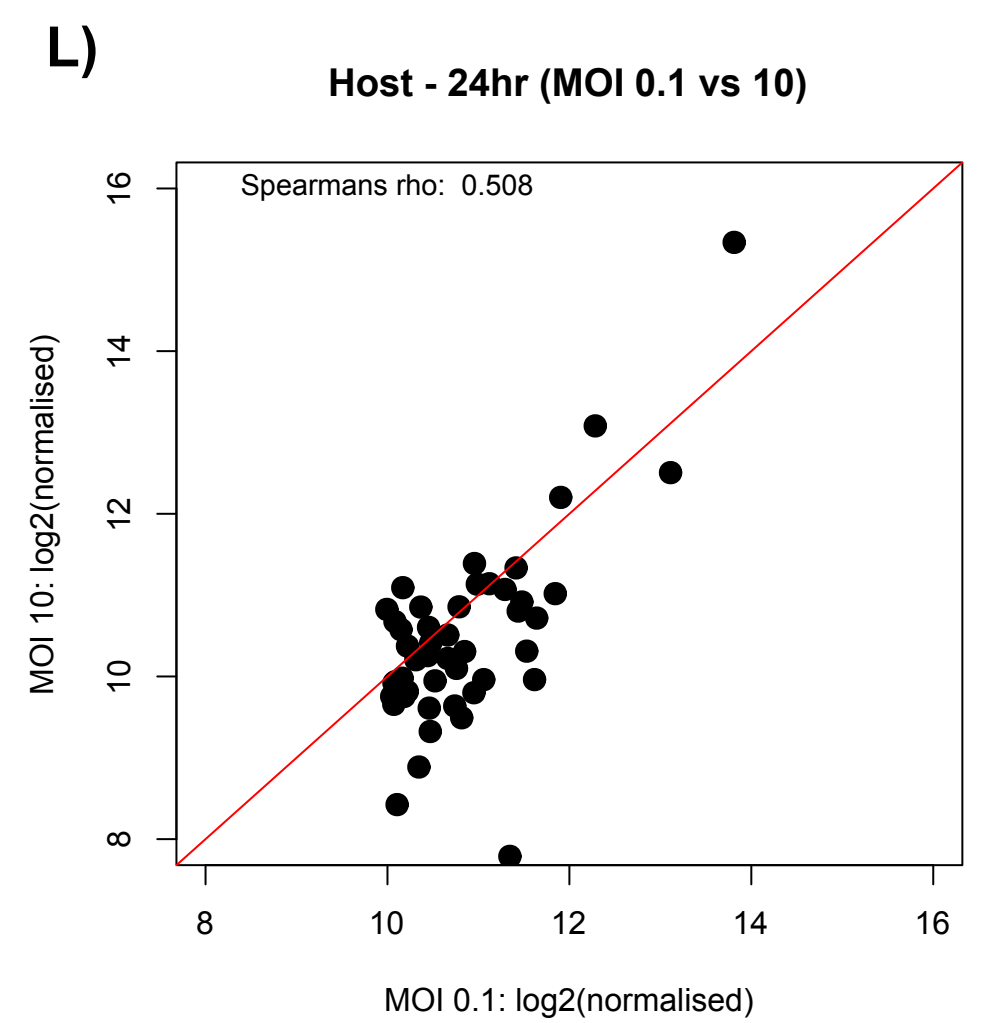 L)
Host - 24hr (MOI 0.1 vs 10)
Spearmans rho:  0.508
16
14
12
10
8
MOI 10: log2(normalised)
8 10 12 14 16
MOI 0.1: log2(normalised)